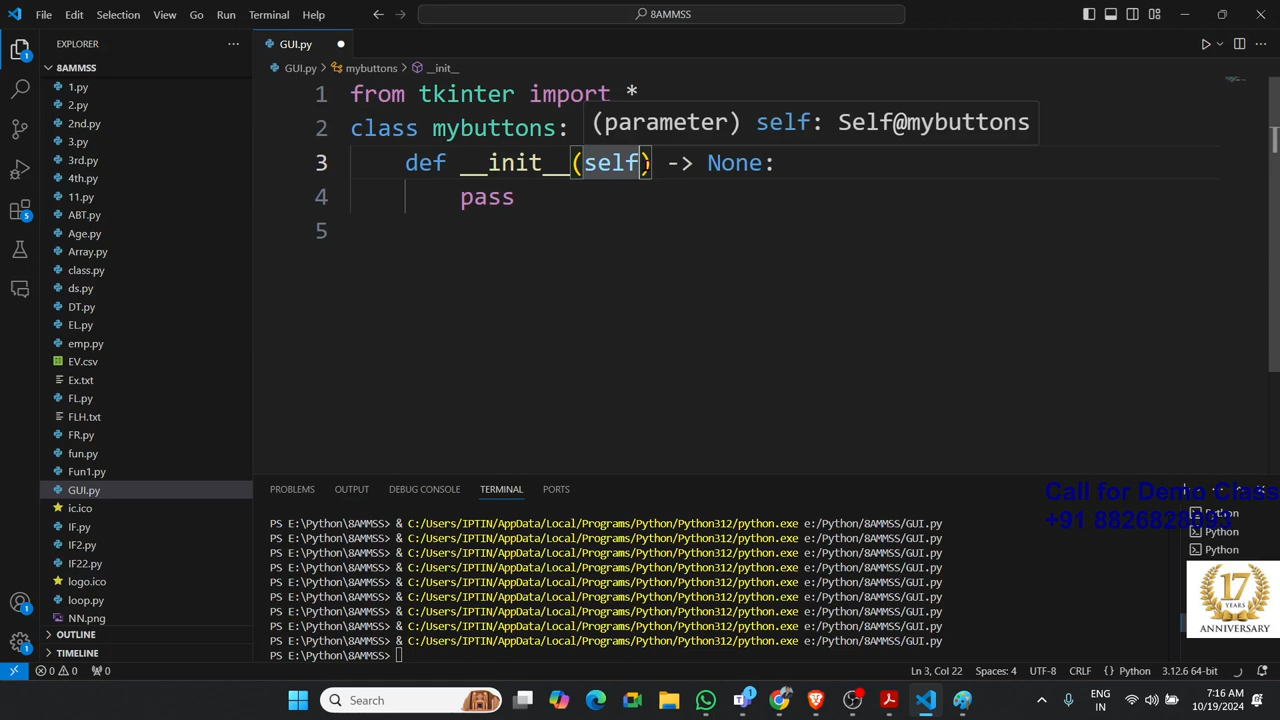 File Edit Selection View Go Run Terminal Help
8AMMSS
EXPLORER
8AMMSS
1.py
2.py
2nd.py
3.py
3rd.py
4th.py
11.py
ABT.py
Age.py
Array.py
class.py
ds.py
DT.py
EL.py
emp.py
EV.csv
Ex.txt
FL.py
FLH.txt
FR.py
fun.py
Fun1.py
GUI.py
ic.ico
IF.py
IF2.py
IF22.py
logo.ico
loop.py
NN.png
OUTLINE
TIMELINE
GUI.py
GUI.py > mybuttons > __init__
1 from tkinter import *
2 class mybuttons:
(parameter) self: Self@mybuttons
3 def __init__(self) -> None:
4 pass
5
PROBLEMS OUTPUT DEBUG CONSOLE TERMINAL PORTS
PS E:\Python\8AMMSS> & C:/Users/IPTIN/AppData/Local/Programs/Python/Python312/python.exe e:/Python/8AMMSS/GUI.py
PS E:\Python\8AMMSS> & C:/Users/IPTIN/AppData/Local/Programs/Python/Python312/python.exe e:/Python/8AMMSS/GUI.py
PS E:\Python\8AMMSS> & C:/Users/IPTIN/AppData/Local/Programs/Python/Python312/python.exe e:/Python/8AMMSS/GUI.py
PS E:\Python\8AMMSS> & C:/Users/IPTIN/AppData/Local/Programs/Python/Python312/python.exe e:/Python/8AMMSS/GUI.py
PS E:\Python\8AMMSS> & C:/Users/IPTIN/AppData/Local/Programs/Python/Python312/python.exe e:/Python/8AMMSS/GUI.py
PS E:\Python\8AMMSS> & C:/Users/IPTIN/AppData/Local/Programs/Python/Python312/python.exe e:/Python/8AMMSS/GUI.py
PS E:\Python\8AMMSS> & C:/Users/IPTIN/AppData/Local/Programs/Python/Python312/python.exe e:/Python/8AMMSS/GUI.py
PS E:\Python\8AMMSS> & C:/Users/IPTIN/AppData/Local/Programs/Python/Python312/python.exe e:/Python/8AMMSS/GUI.py
PS E:\Python\8AMMSS> & C:/Users/IPTIN/AppData/Local/Programs/Python/Python312/python.exe e:/Python/8AMMSS/GUI.py
PS E:\Python\8AMMSS>
Call for Demo Class
+91 8826828093
Python
Python
Python
17
YEARS
ANNIVERSARY
0 0 0
Ln 3, Col 22 Spaces: 4 UTF-8 CRLF {} Python 3.12.6 64-bit
Search
ENG
IN
7:16 AM
10/19/2024